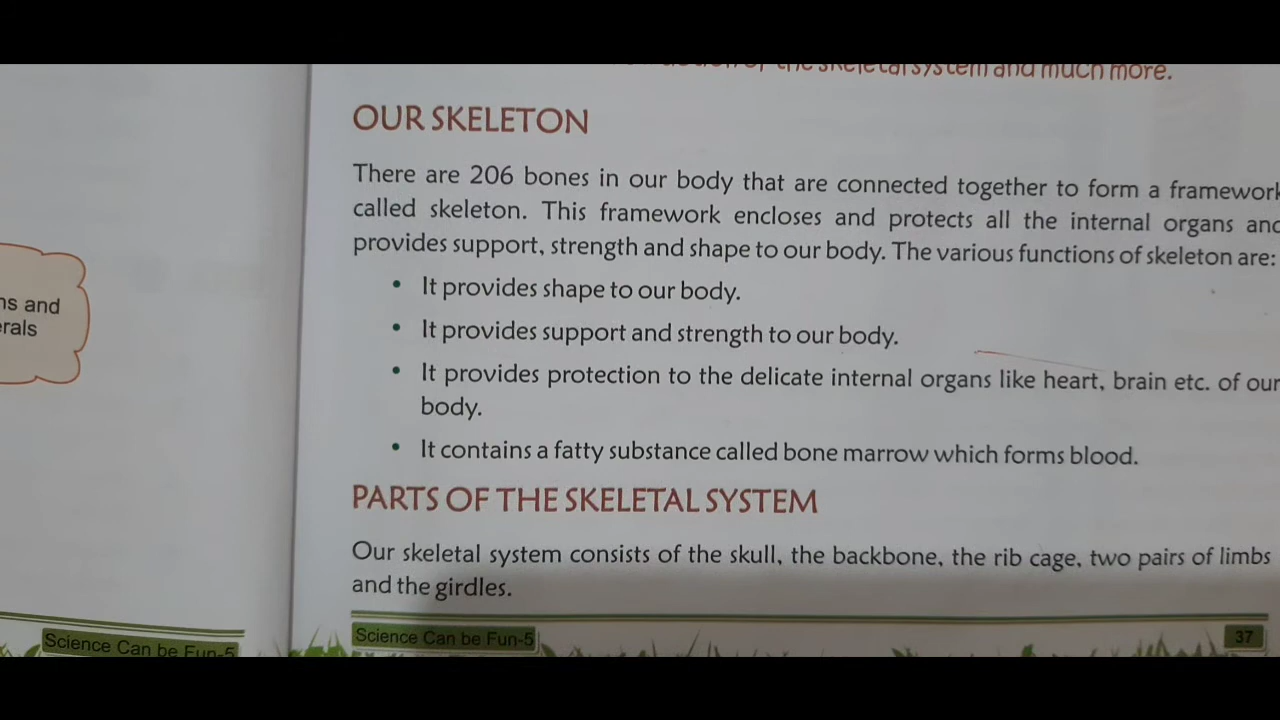 the skeletal system and much more.
OUR SKELETON
There are 206 bones in our body that are connected together to form a framework
called skeleton. This framework encloses and protects all the internal organs and
provides support, strength and shape to our body. The various functions of skeleton are:
• It provides shape to our body.
• It provides support and strength to our body.
• It provides protection to the delicate internal organs like heart, brain etc. of our
body.
• It contains a fatty substance called bone marrow which forms blood.
PARTS OF THE SKELETAL SYSTEM
Our skeletal system consists of the skull, the backbone, the rib cage, two pairs of limbs
and the girdles.
Science Can be Fun-5
37
and
Science Can be Fun-5